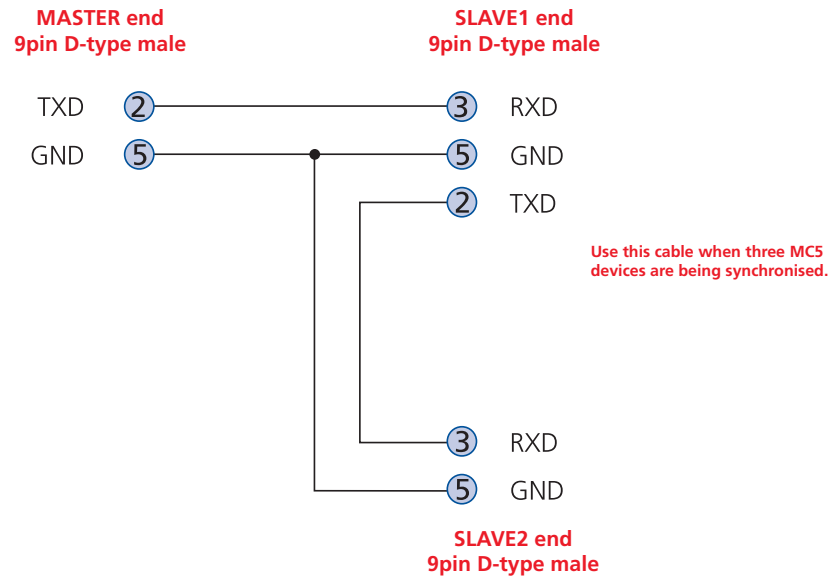 MASTER end
9pin D-type male
SLAVE1 end
9pin D-type male
TXD 2 3 RXD
GND 5 5 GND
2 TXD
Use this cable when three MC5
devices are being synchronised.
3 RXD
5 GND
SLAVE2 end
9pin D-type male